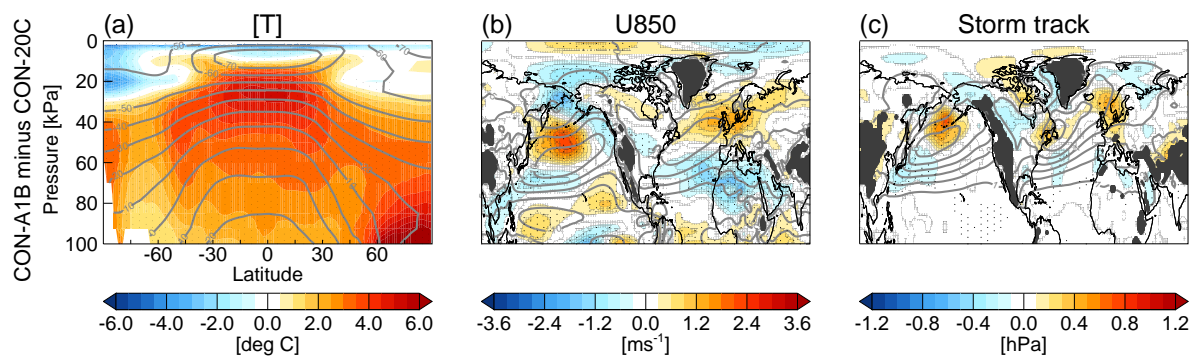 (a) [T]
(b) U850
(c) Storm track
CON-A1B minus CON-20C
Pressure [kPa]
0
20
40
60
80
100
-60 -30 0 30 60
Latitude
-6.0 -4.0 -2.0 0.0 2.0 4.0 6.0
[deg C]
-3.6 -2.4 -1.2 0.0 1.2 2.4 3.6
[ms⁻¹]
-1.2 -0.8 -0.4 0.0 0.4 0.8 1.2
[hPa]